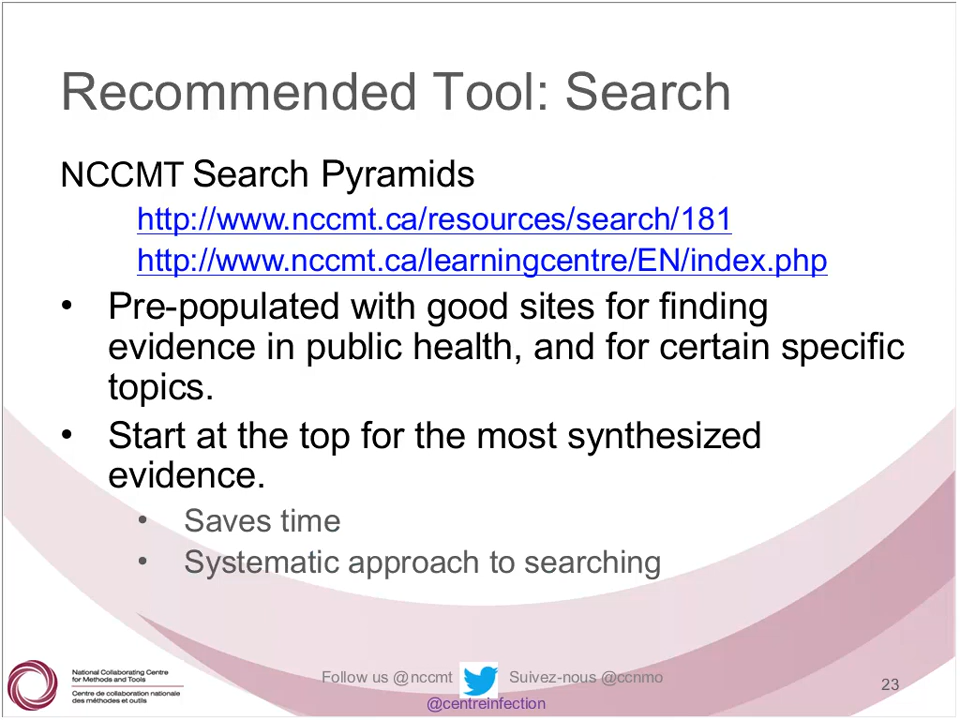 Recommended Tool: Search
NCCMT Search Pyramids
http://www.nccmt.ca/resources/search/181
http://www.nccmt.ca/learningcentre/EN/index.php
• Pre-populated with good sites for finding
evidence in public health, and for certain specific
topics.
• Start at the top for the most synthesized
evidence.
• Saves time
• Systematic approach to searching
National Collaborating Centre
for Methods and Tools
Centre de collaboration nationale
des méthodes et outils
Follow us @nccmt Suivez-nous @ccnmo
@centreinfection
23